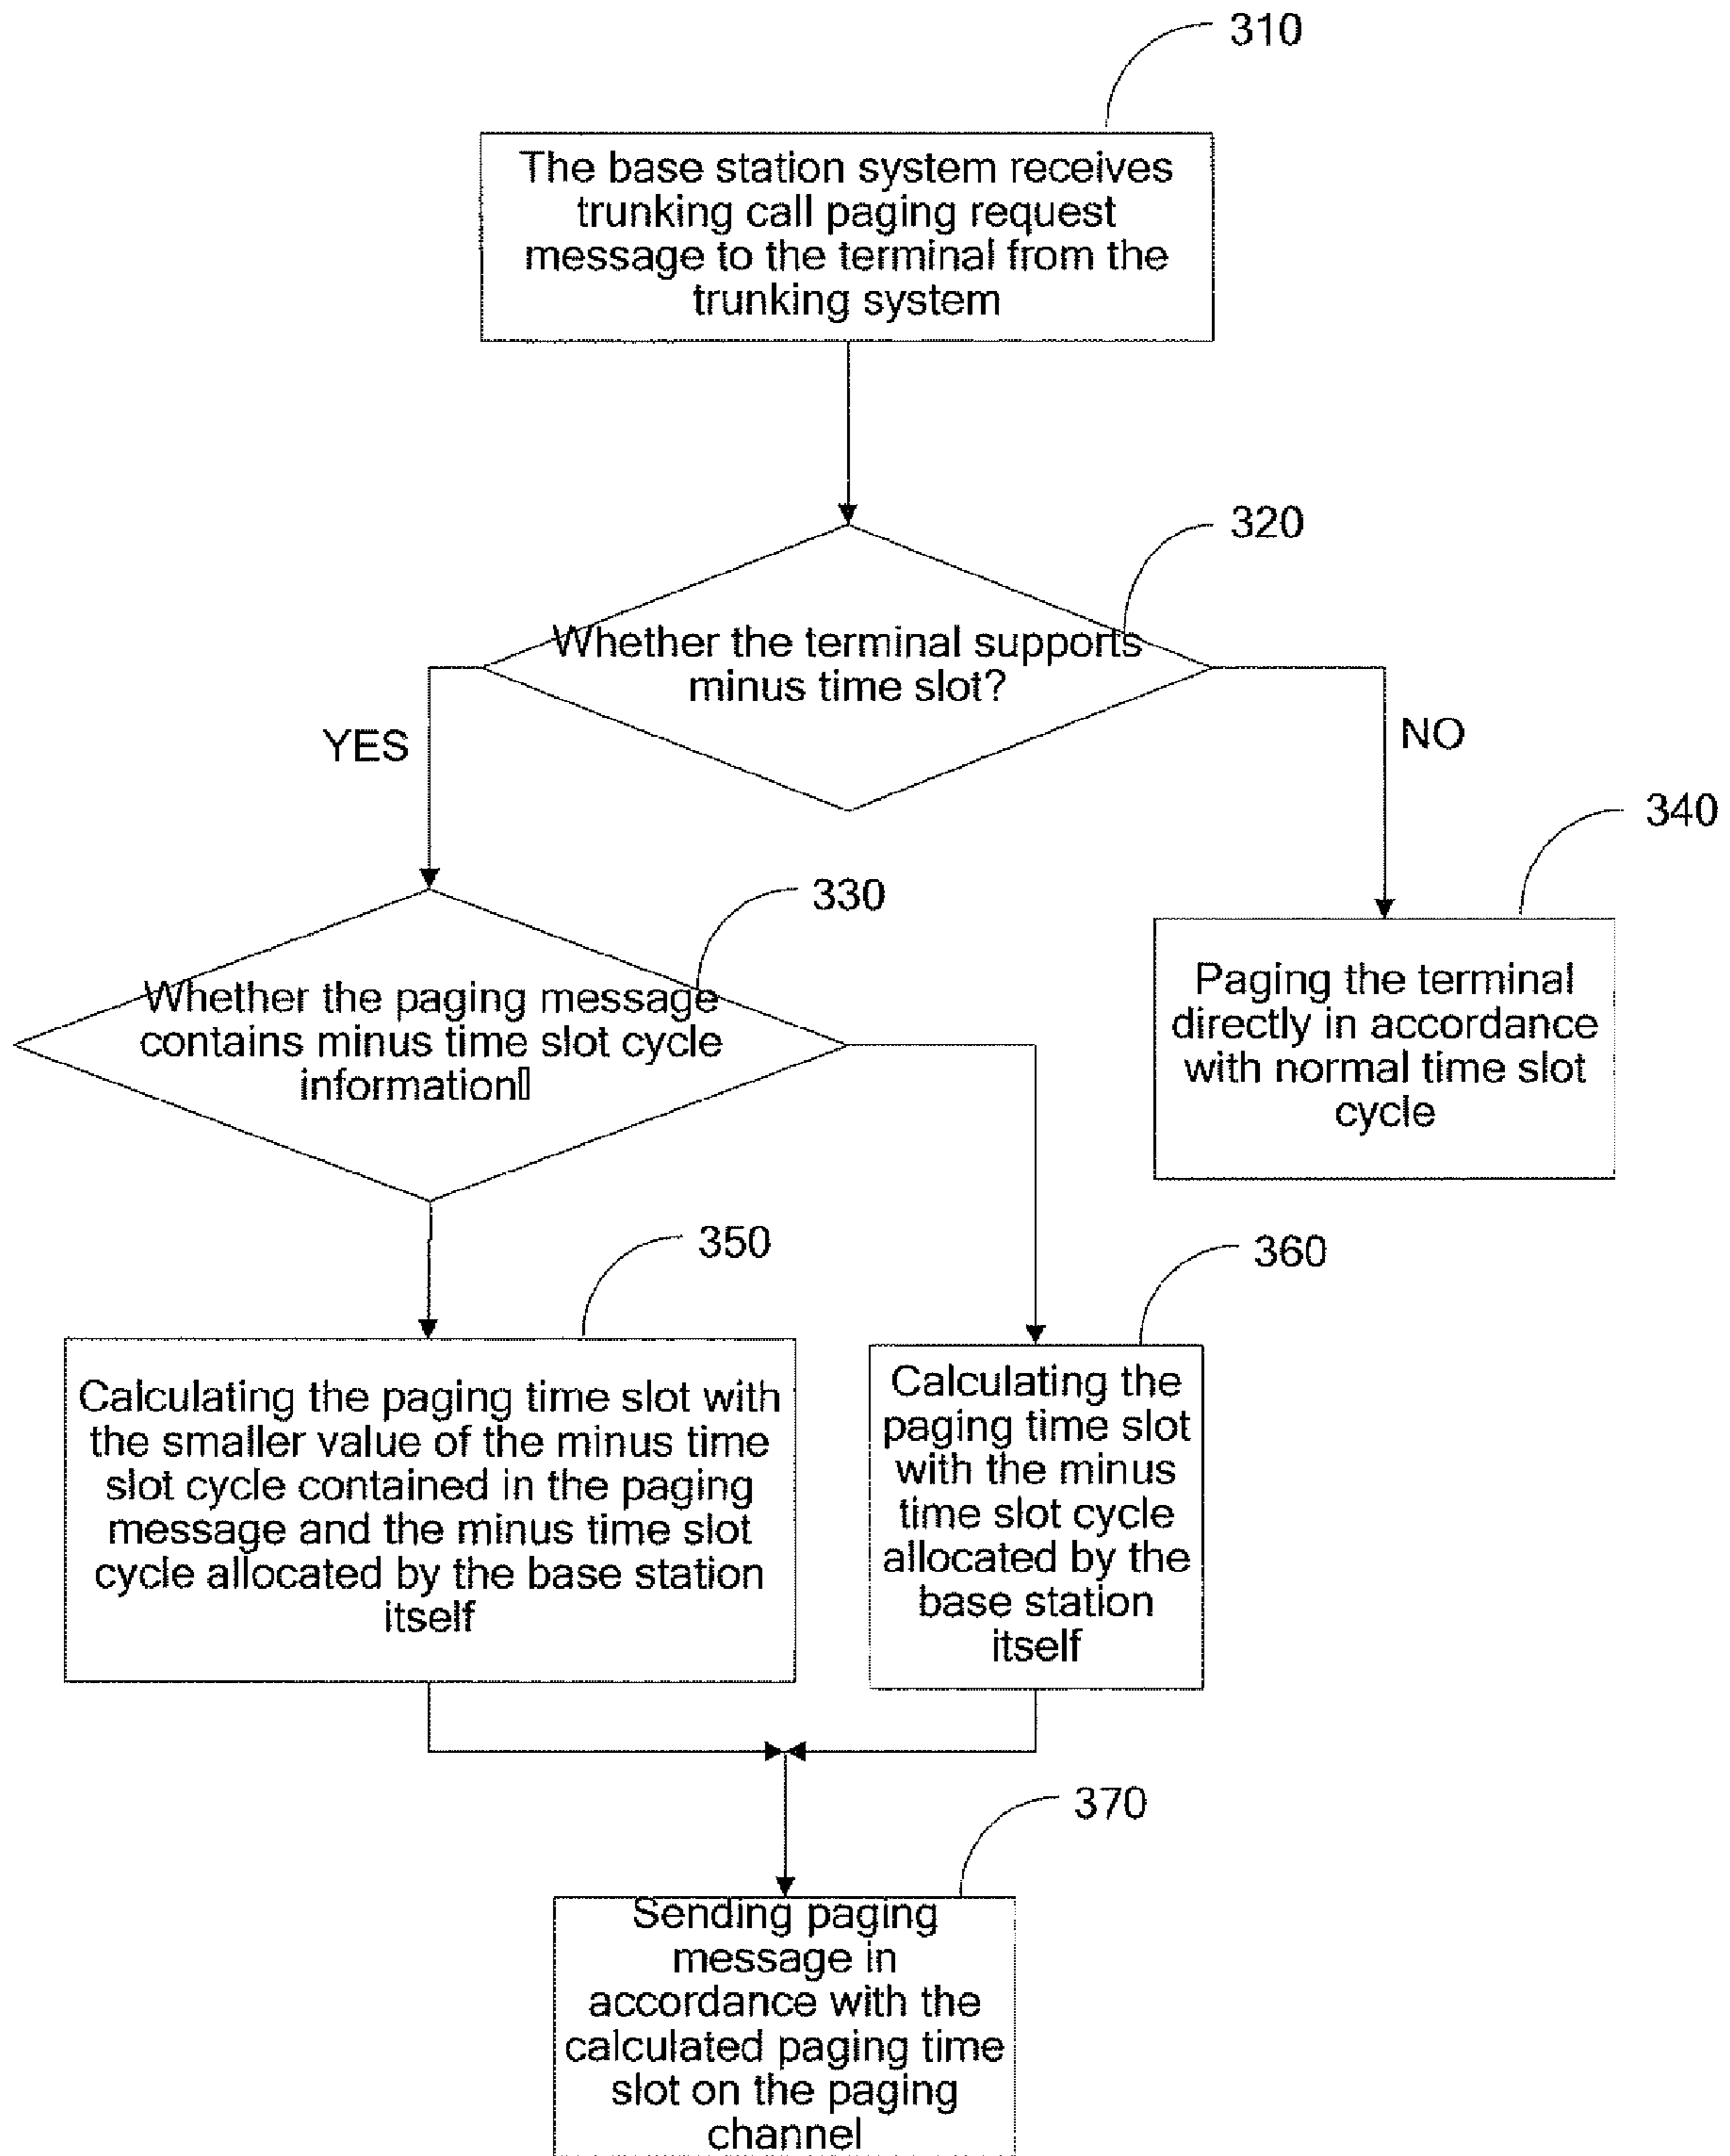 310
The base station system receives
trunking call paging request
message to the terminal from the
trunking system
320
Whether the terminal supports
minus time slot?
YES
NO
340
330
Whether the paging message
contains minus time slot cycle
information▯
Paging the terminal
directly in accordance
with normal time slot
cycle
350
360
Calculating the paging time slot with
the smaller value of the minus time
slot cycle contained in the paging
message and the minus time slot
cycle allocated by the base station
itself
Calculating the
paging time slot
with the minus
time slot cycle
allocated by the
base station
itself
370
Sending paging
message in
accordance with the
calculated paging time
slot on the paging
channel